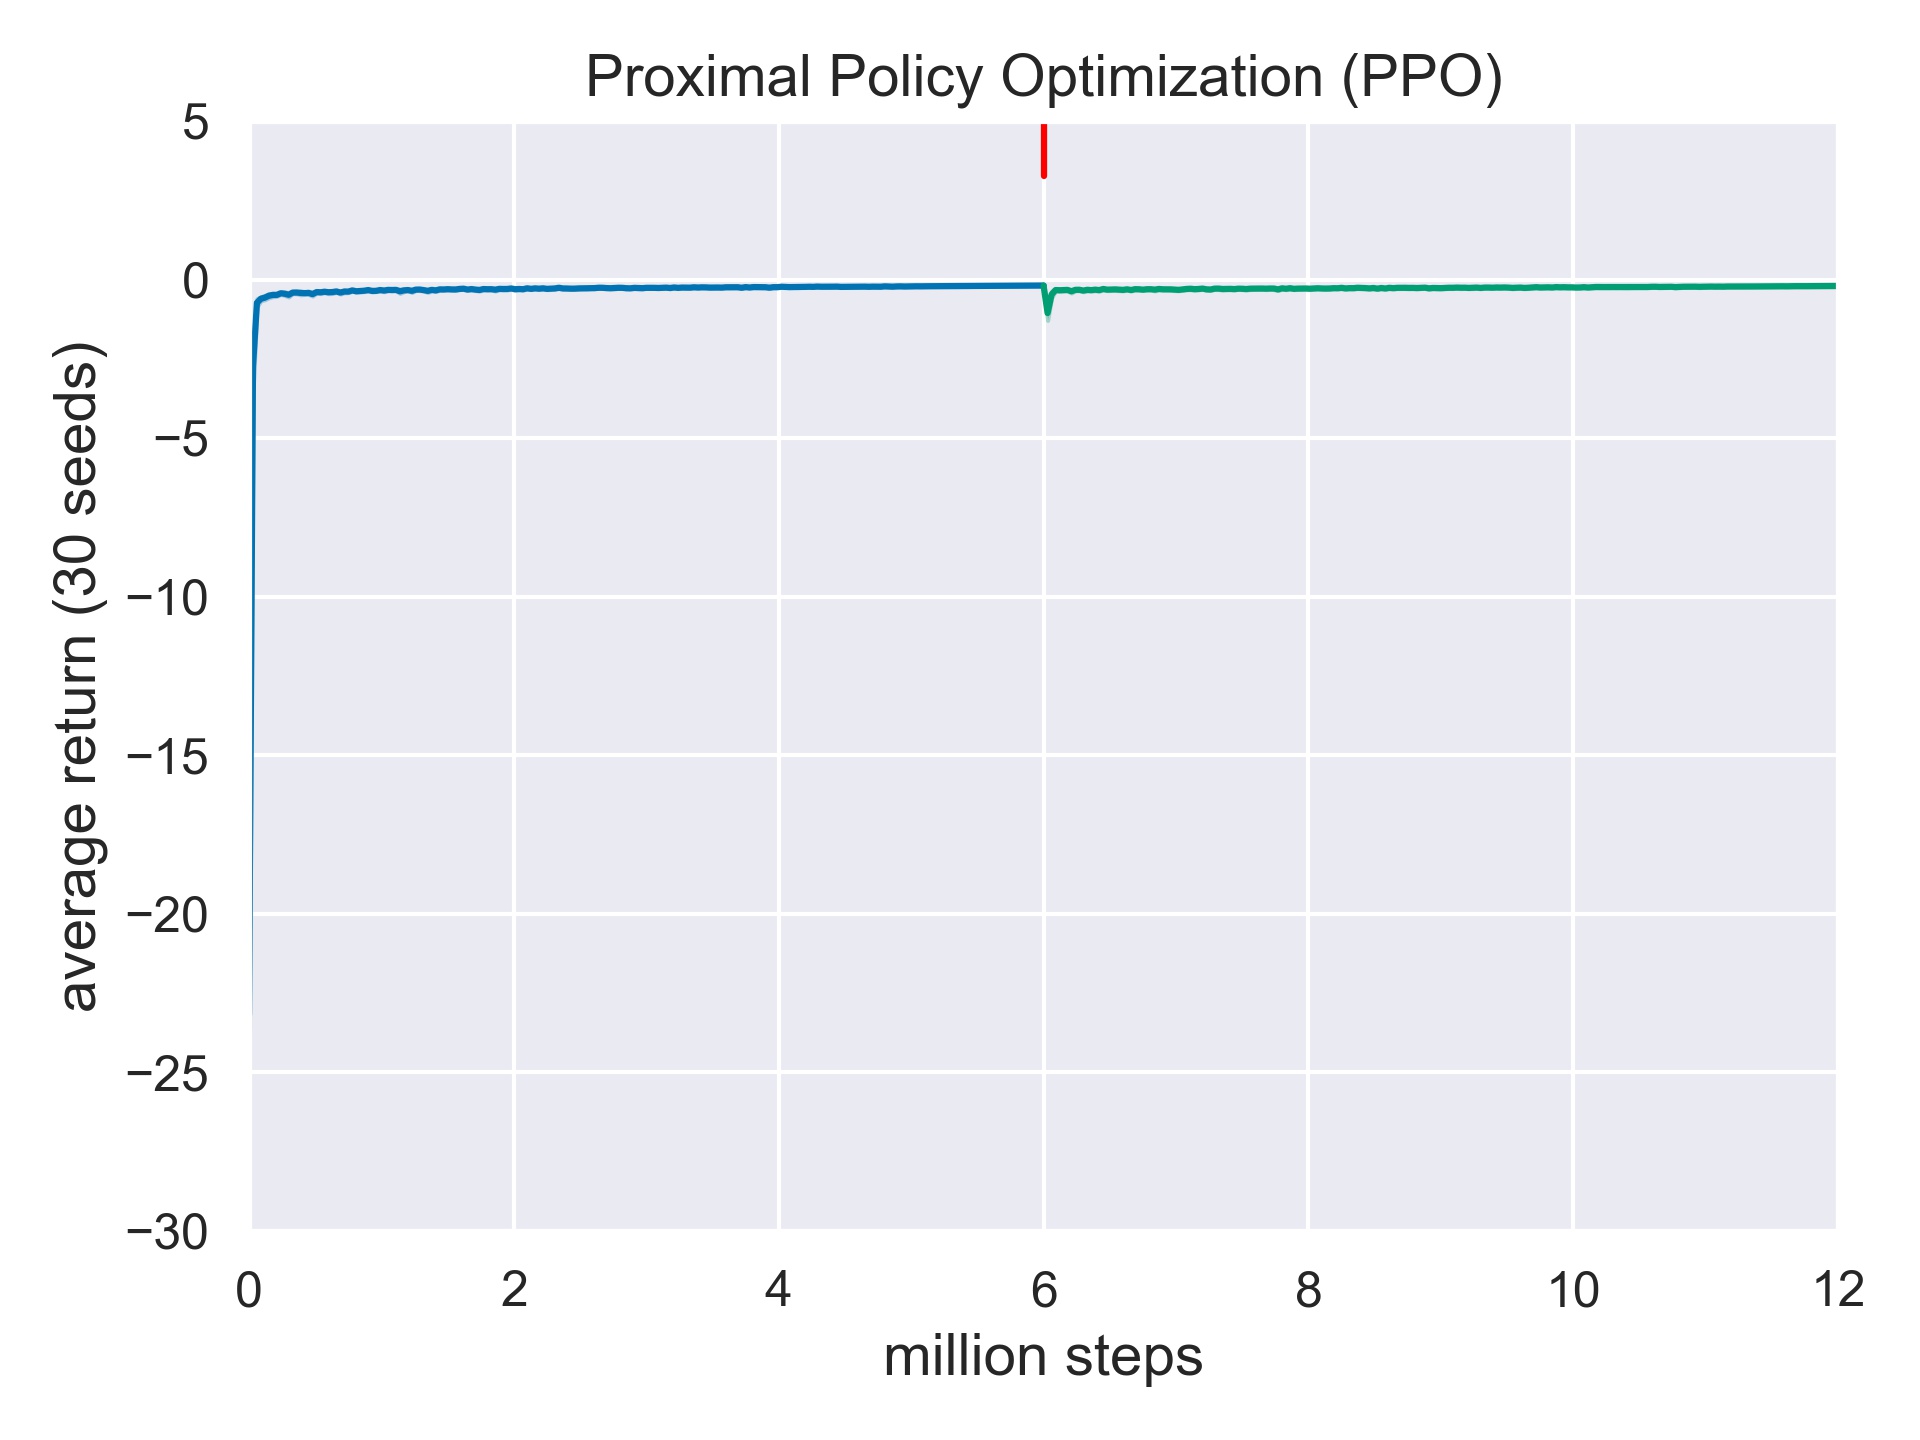 Proximal Policy Optimization (PPO)
5
0
−5
−10
−15
−20
−25
−30
average return (30 seeds)
0 2 4 6 8 10 12
million steps